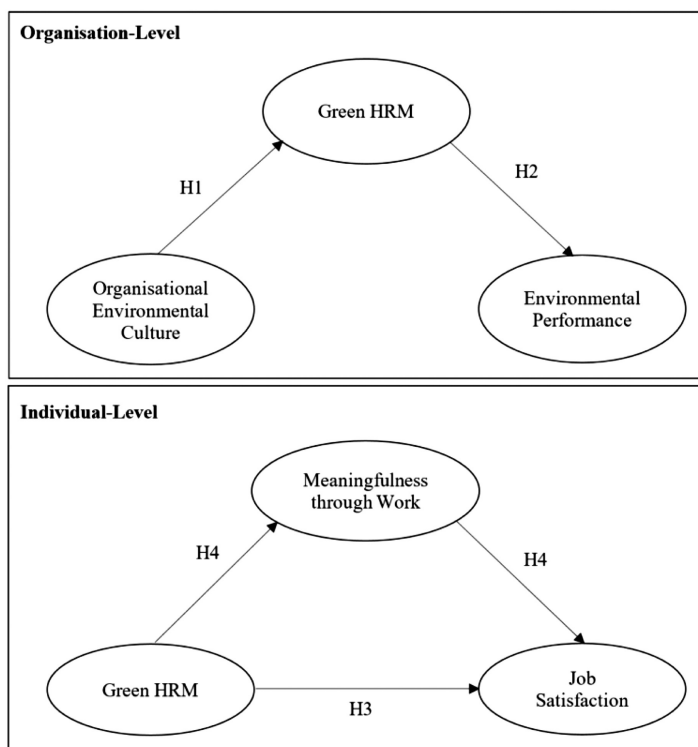 Organisation-Level
Green HRM
H1
H2
Organisational
Environmental
Culture
Environmental
Performance
Individual-Level
Meaningfulness
through Work
H4
H4
Green HRM
H3
Job
Satisfaction